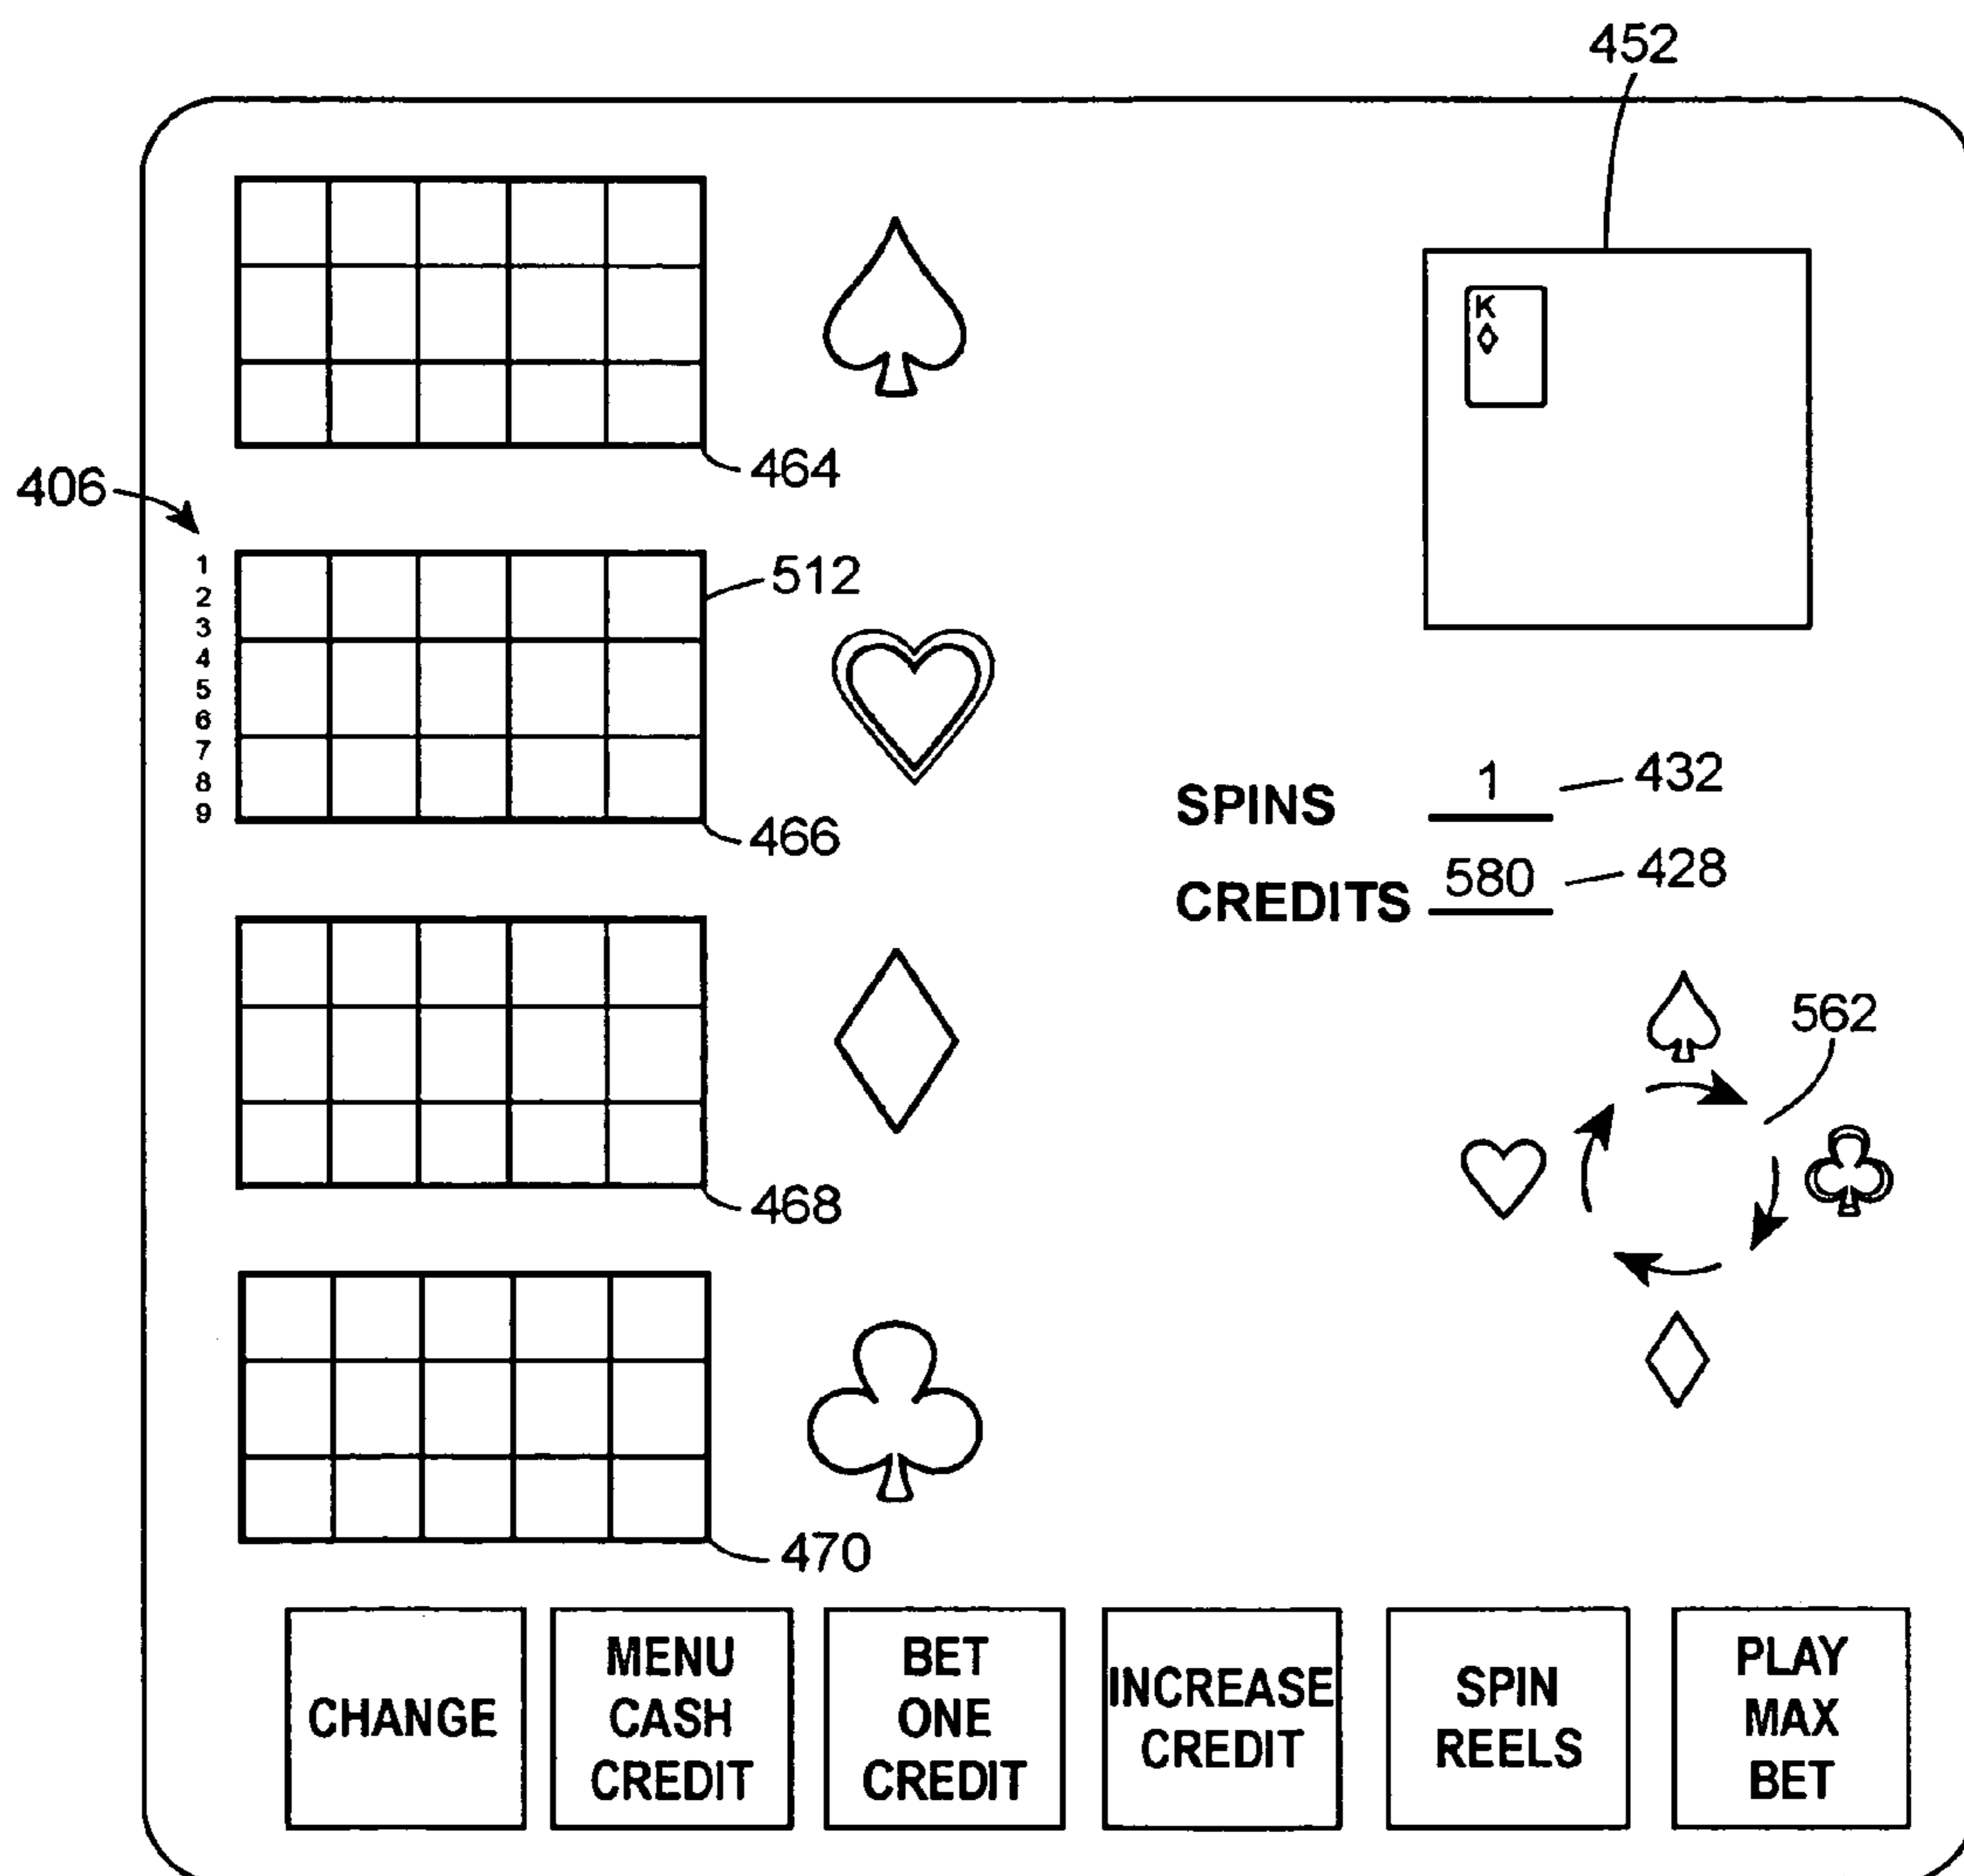 452
K
464
406
1
2
3
4
5
6
7
8
9
512
466
SPINS 1 432
CREDITS 580 428
562
468
470
CHANGE
MENU
CASH
CREDIT
BET
ONE
CREDIT
INCREASE
CREDIT
SPIN
REELS
PLAY
MAX
BET